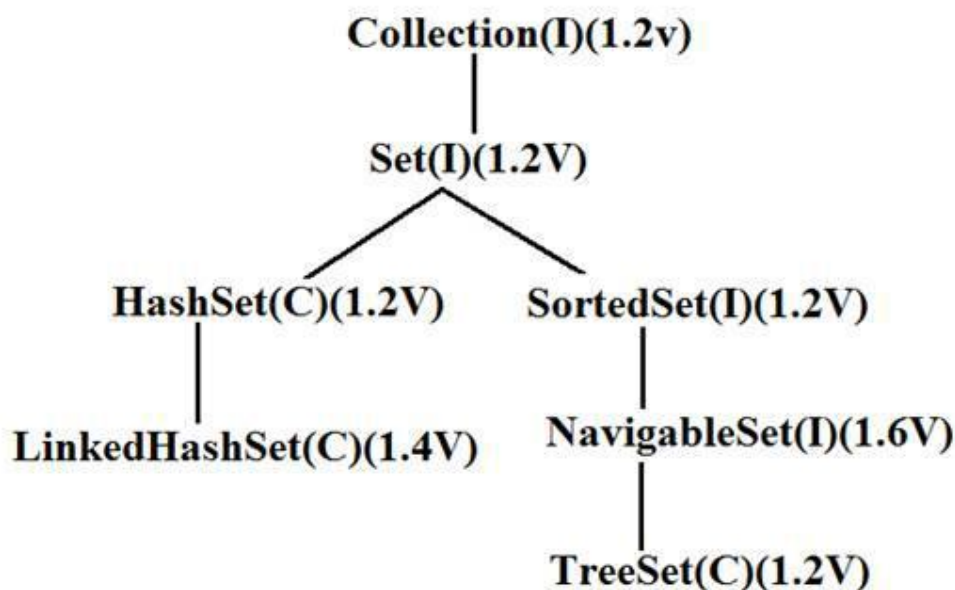 Collection(I)(1.2v)
Set(I)(1.2V)
HashSet(C)(1.2V)
SortedSet(I)(1.2V)
LinkedHashSet(C)(1.4V)
NavigableSet(I)(1.6V)
TreeSet(C)(1.2V)